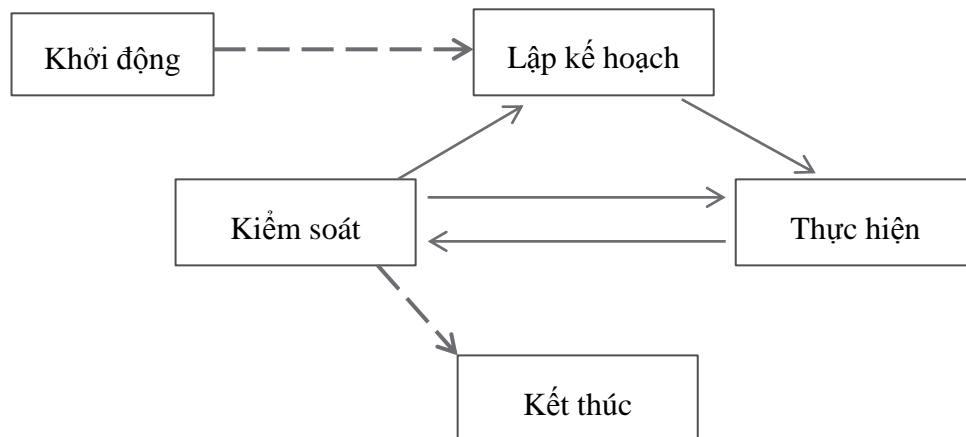 Khởi động
Lập kế hoạch
Kiểm soát
Thực hiện
Kết thúc